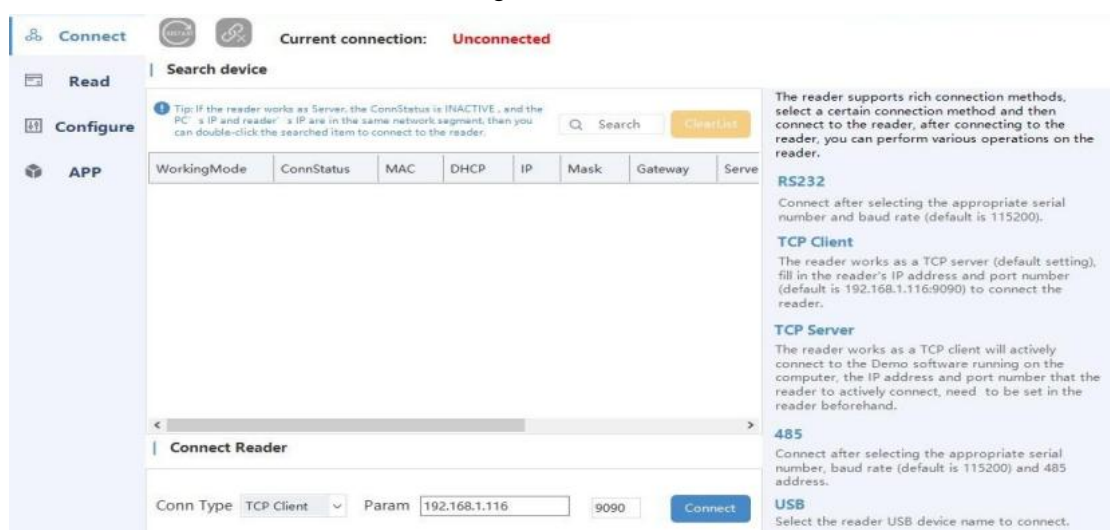 Connect
Current connection: Unconnected
Search device
Read
Tip: If the reader works as Server, the ConnStatus is INACTIVE , and the
PC' s IP and reader' s IP are in the same network segment, then you
can double-click the searched item to connect to the reader.
Search
ClearList
Configure
APP
WorkingMode ConnStatus MAC DHCP IP Mask Gateway Serve
Connect Reader
Conn Type TCP Client Param 192.168.1.116 9090 Connect
The reader supports rich connection methods,
select a certain connection method and then
connect to the reader, after connecting to the
reader, you can perform various operations on the
reader.
RS232
Connect after selecting the appropriate serial
number and baud rate (default is 115200).
TCP Client
The reader works as a TCP server (default setting),
fill in the reader's IP address and port number
(default is 192.168.1.116:9090) to connect the
reader.
TCP Server
The reader works as a TCP client will actively
connect to the Demo software running on the
computer, the IP address and port number that the
reader to actively connect, need to be set in the
reader beforehand.
485
Connect after selecting the appropriate serial
number, baud rate (default is 115200) and 485
address.
USB
Select the reader USB device name to connect.